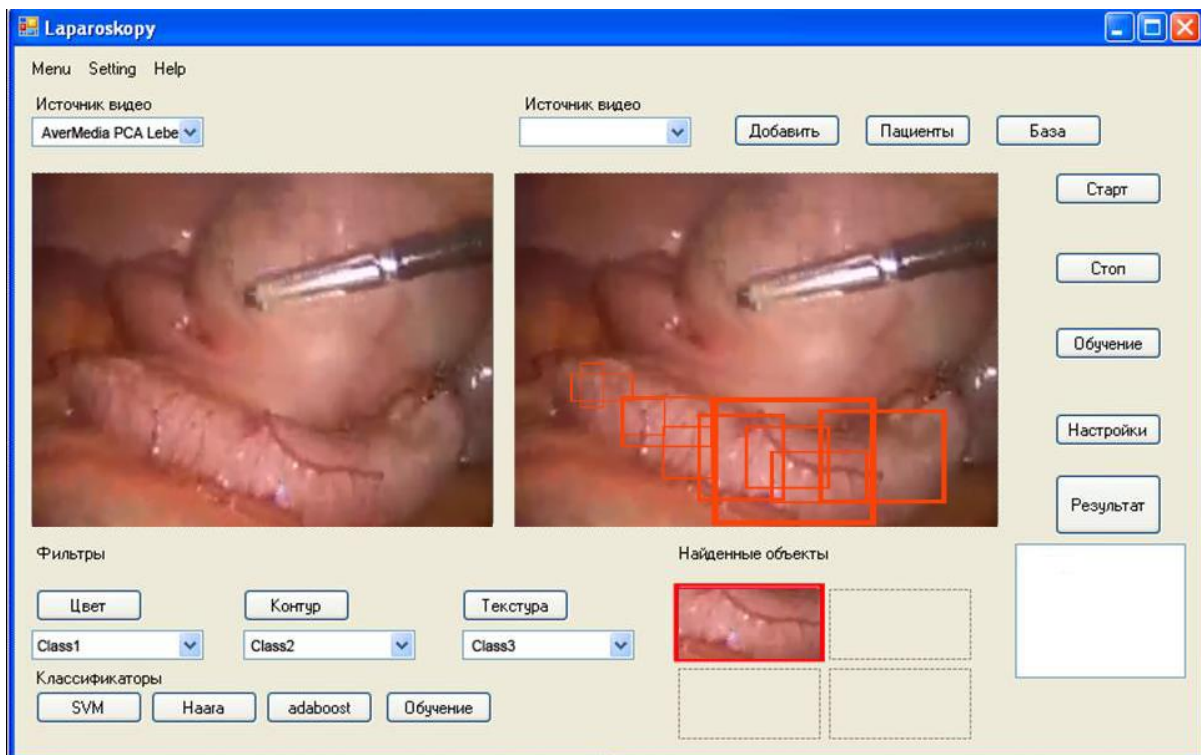 Laparoskopy
Menu Setting Help
Источник видео
Источник видео
AverMedia PCA Lebe
Добавить
Пациенты
База
Старт
Стоп
Обучение
Настройки
Результат
Фильтры
Найденные объекты
Цвет
Контур
Текстура
Class1
Class2
Class3
Классификаторы
SVM
Haara
adaboost
Обучение